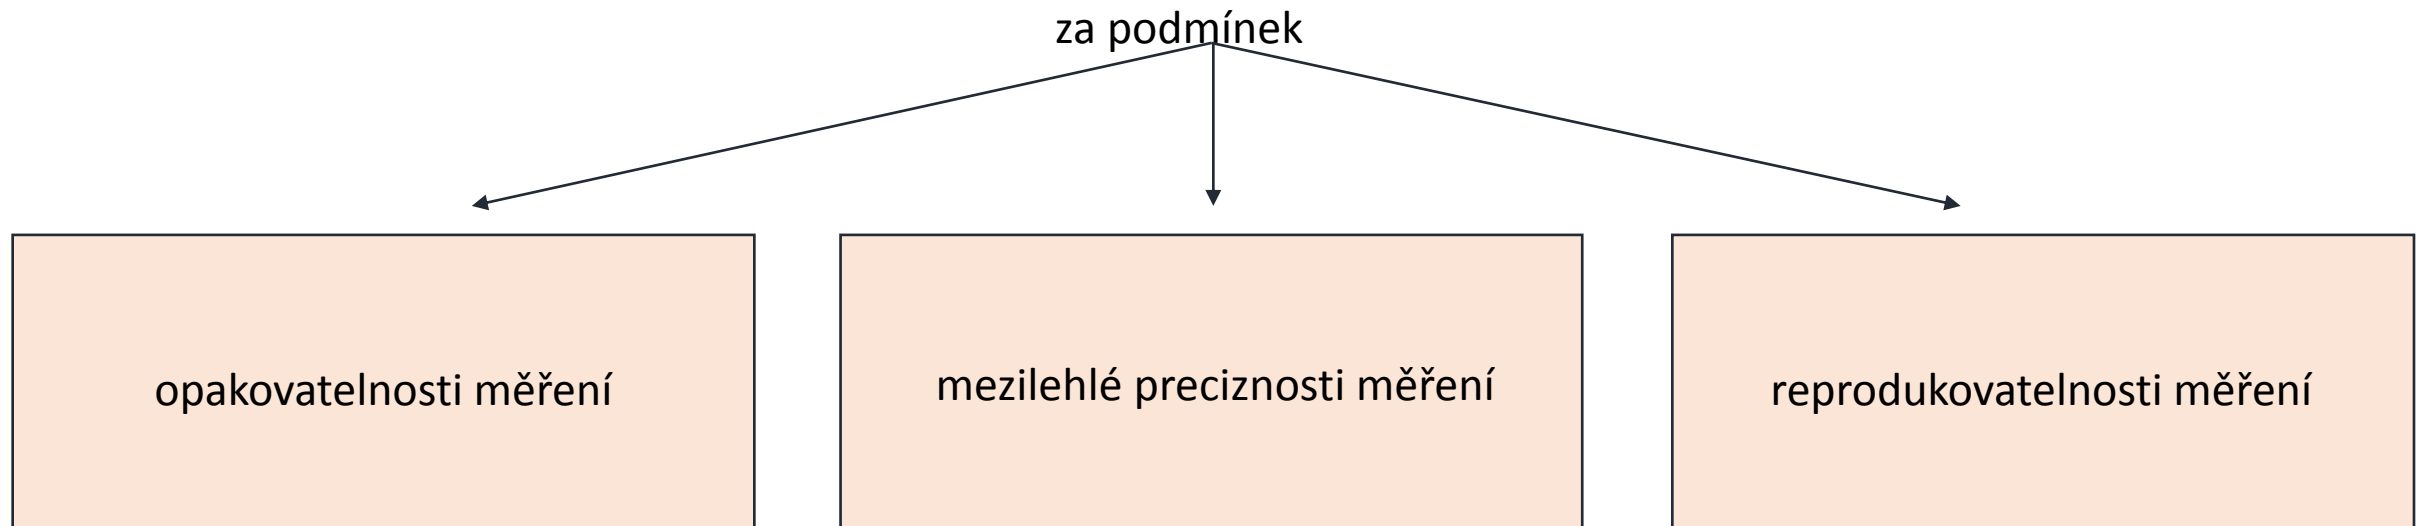 za podmínek
opakovatelnosti měření
mezilehlé preciznosti měření
reprodukovatelnosti měření